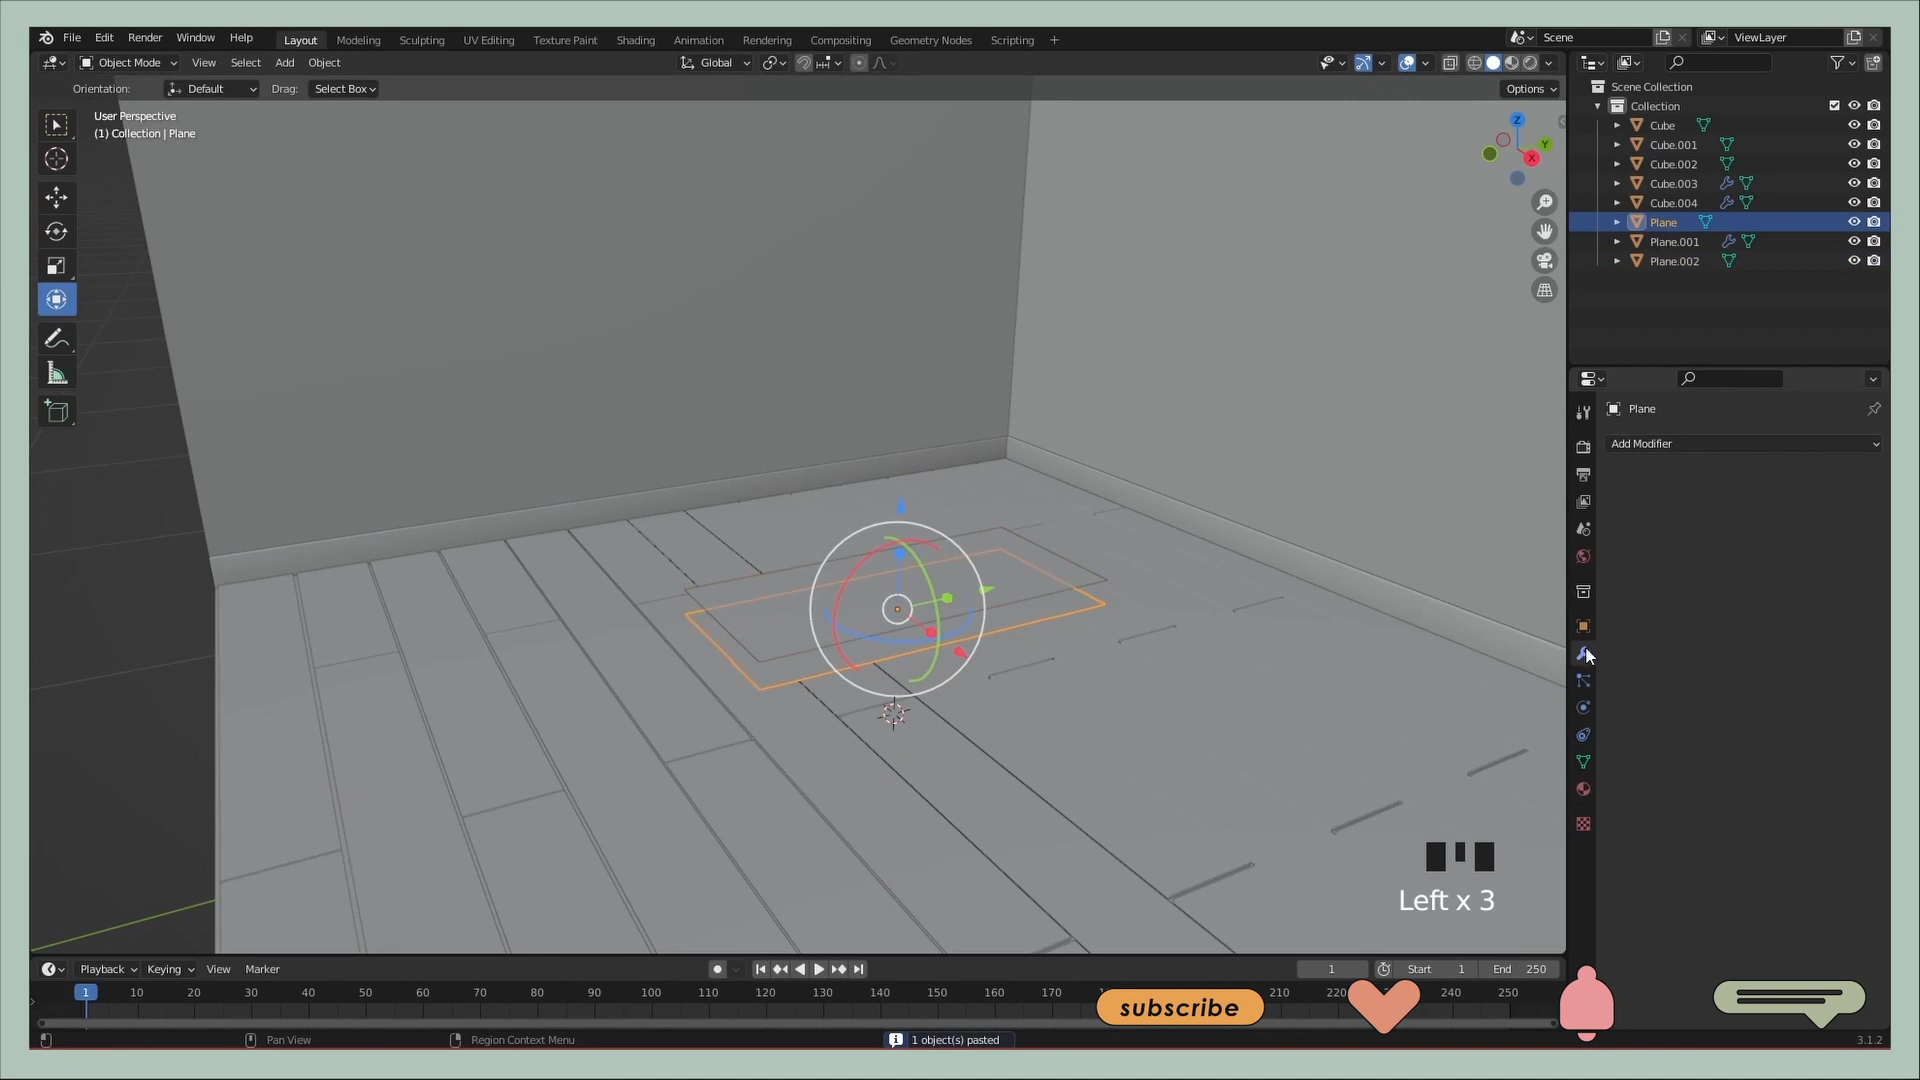 File Edit Render Window Help Layout Modeling Sculpting UV Editing Texture Paint Shading Animation Rendering Compositing Geometry Nodes Scripting + Scene ViewLayer
Object Mode View Select Add Object Global
Orientation: Default Drag: Select Box Options
User Perspective
(1) Collection | Plane
Z
Y
X
Scene Collection
Collection
Cube
Cube.001
Cube.002
Cube.003
Cube.004
Plane
Plane.001
Plane.002
Plane
Add Modifier
Left x 3
Playback Keying View Marker 1 Start 1 End 250
1 10 20 30 40 50 60 70 80 90 100 110 120 130 140 150 160 170 210 220 240 250
subscribe
Pan View Region Context Menu 1 object(s) pasted 3.1.2